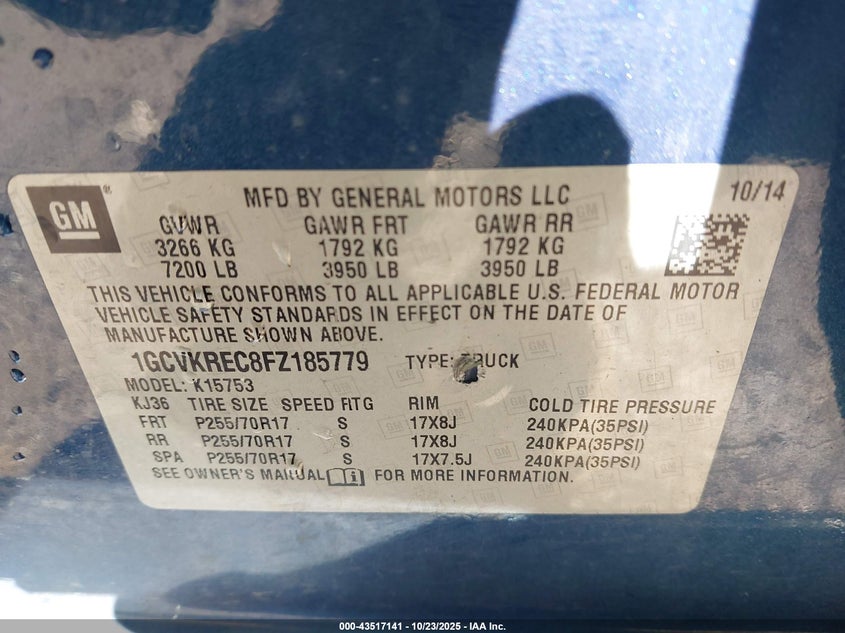 GM ® MFD BY GENERAL MOTORS LLC 10/14
GVWR GAWR FRT GAWR RR
3266 KG 1792 KG 1792 KG
7200 LB 3950 LB 3950 LB
THIS VEHICLE CONFORMS TO ALL APPLICABLE U.S. FEDERAL MOTOR
VEHICLE SAFETY STANDARDS IN EFFECT ON THE DATE OF
MANUFACTURE SHOWN ABOVE.
1GCVKREC8FZ185779 TYPE: TRUCK
MODEL: K15753
KJ36 TIRE SIZE SPEED RTG RIM COLD TIRE PRESSURE
FRT P255/70R17 S 17X8J 240KPA(35PSI)
RR P255/70R17 S 17X8J 240KPA(35PSI)
SPA P255/70R17 S 17X7.5J 240KPA(35PSI)
SEE OWNER'S MANUAL FOR MORE INFORMATION.
000-43517141 - 10/23/2025 - IAA Inc.